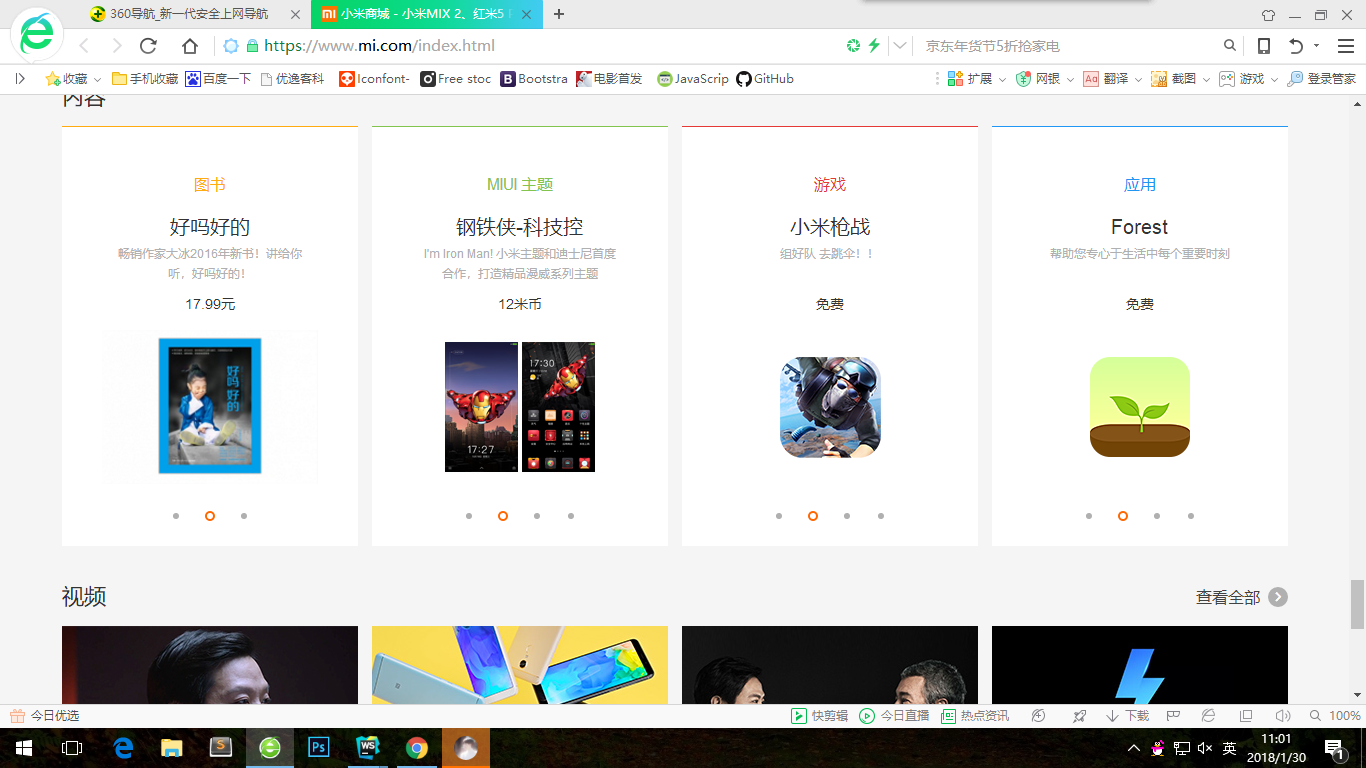 360导航_新一代安全上网导航
小米商城 - 小米MIX 2、红米5 P
https://www.mi.com/index.html
京东年货节5折抢家电
收藏
手机收藏
百度一下
优逸客科
Iconfont-
Free stoc
Bootstra
电影首发
JavaScrip
GitHub
扩展
网银
翻译
截图
游戏
登录管家
内容
图书
好吗好的
畅销作家大冰2016年新书！讲给你
听，好吗好的！
17.99元
好吗好的
MIUI 主题
钢铁侠-科技控
I'm Iron Man! 小米主题和迪士尼首度
合作，打造精品漫威系列主题
12米币
17:27
17:30
游戏
小米枪战
组好队 去跳伞！！
免费
应用
Forest
帮助您专心于生活中每个重要时刻
免费
视频
查看全部
今日优选
快剪辑
今日直播
热点资讯
下载
100%
S
Ps
WS
英
11:01
2018/1/30
1